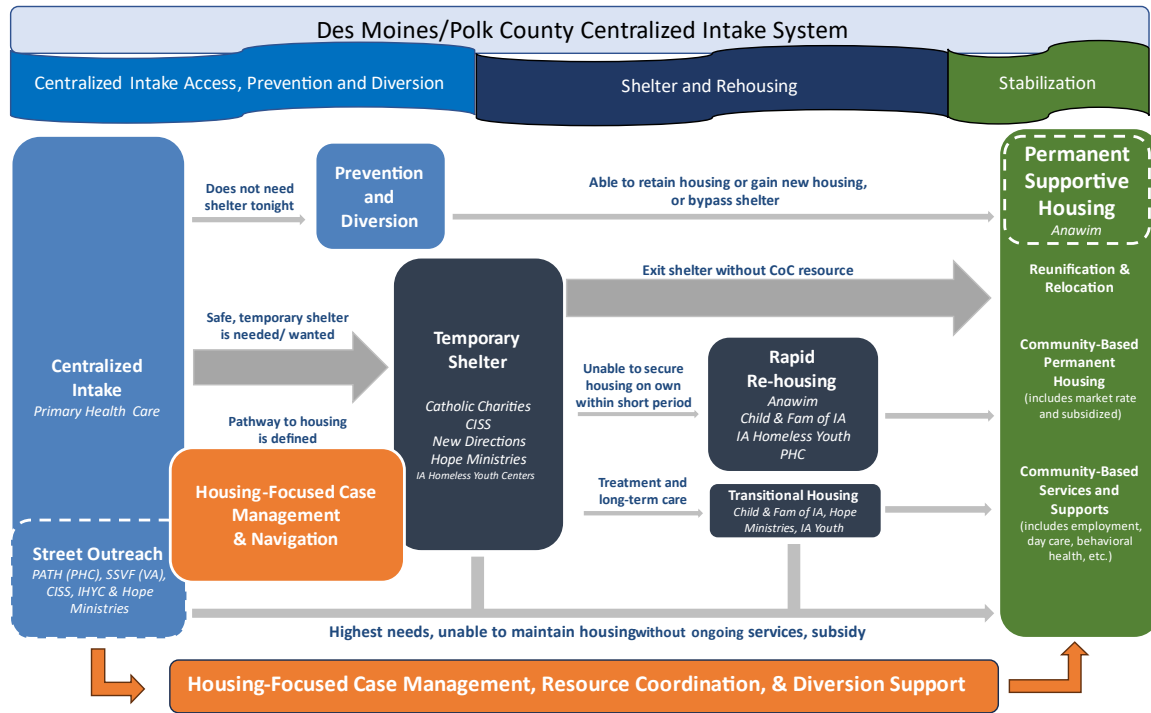 Des Moines/Polk County Centralized Intake System
Centralized Intake Access, Prevention and Diversion
Shelter and Rehousing
Stabilization
Does not need
shelter tonight
Prevention
and
Diversion
Able to retain housing or gain new housing,
or bypass shelter
Permanent
Supportive
Housing
Anawim
Exit shelter without CoC resource
Reunification &
Relocation
Safe, temporary shelter
is needed/ wanted
Centralized
Intake
Primary Health Care
Temporary
Shelter
Catholic Charities
CISS
New Directions
Hope Ministries
IA Homeless Youth Centers
Unable to secure
housing on own
within short period
Rapid
Re-housing
Anawim
Child & Fam of IA
IA Homeless Youth
PHC
Community-Based
Permanent
Housing
(includes market rate
and subsidized)
Pathway to housing
is defined
Housing-Focused Case
Management
& Navigation
Treatment and
long-term care
Transitional Housing
Child & Fam of IA, Hope
Ministries, IA Youth
Community-Based
Services and
Supports
(includes employment,
day care, behavioral
health, etc.)
Street Outreach
PATH (PHC), SSVF (VA),
CISS, IHYC & Hope
Ministries
Highest needs, unable to maintain housingwithout ongoing services, subsidy
Housing-Focused Case Management, Resource Coordination, & Diversion Support